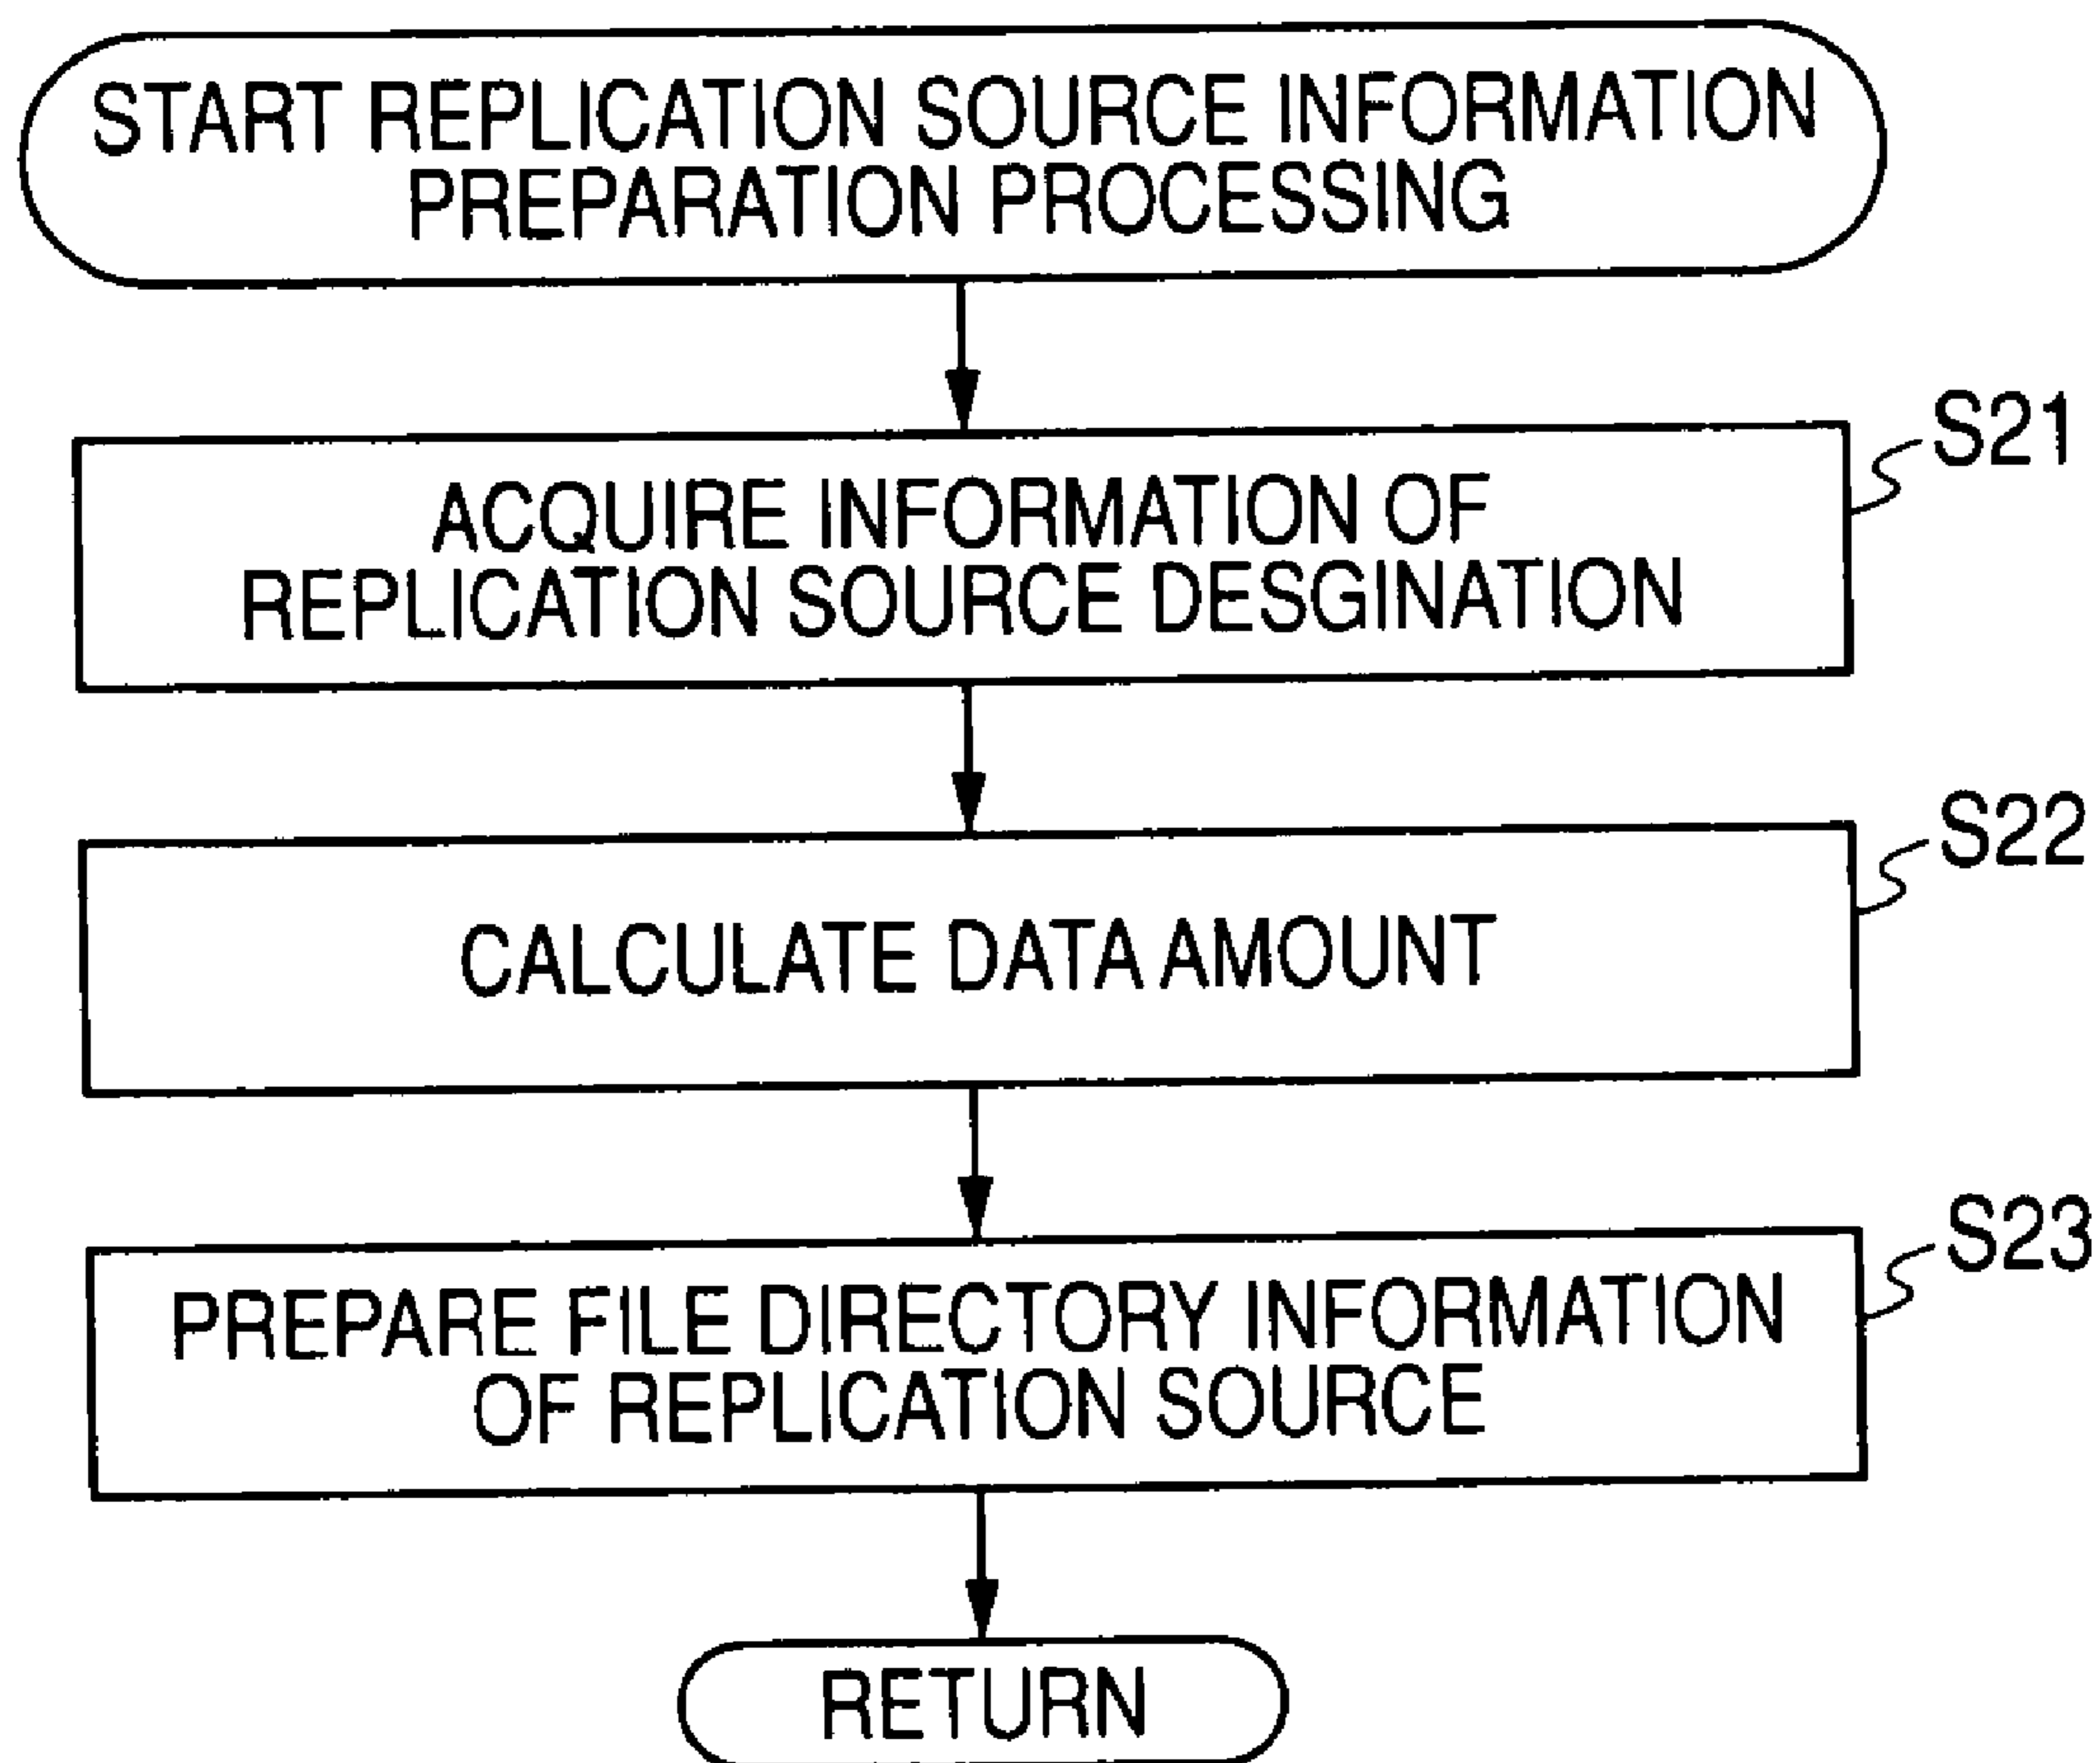 START REPLICATION SOURCE INFORMATION
PREPARATION PROCESSING
S21
ACQUIRE INFORMATION OF
REPLICATION SOURCE DESGINATION
S22
CALCULATE DATA AMOUNT
S23
PREPARE FILE DIRECTORY INFORMATION
OF REPLICATION SOURCE
RETURN